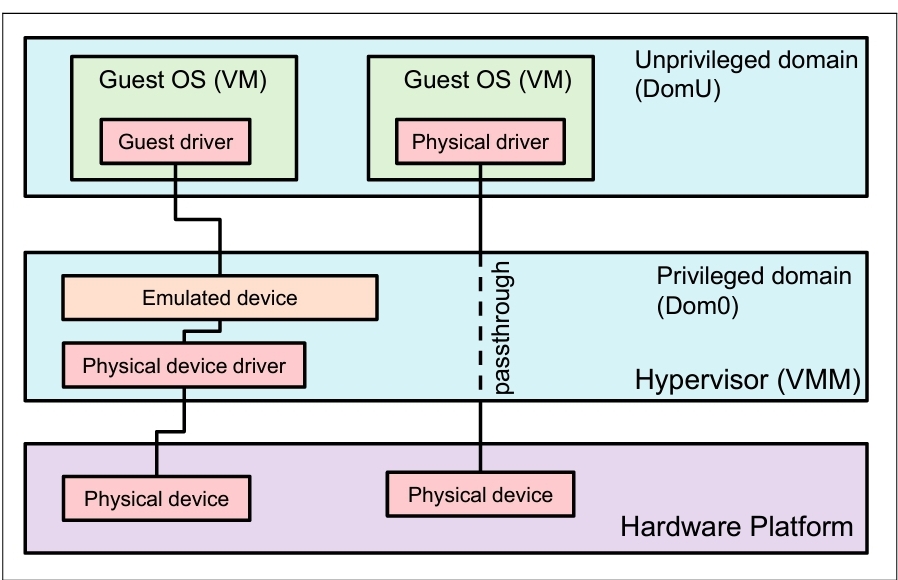 Guest OS (VM)
Guest driver
Guest OS (VM)
Physical driver
Unprivileged domain
(DomU)
Emulated device
Physical device driver
passthrough
Privileged domain
(Dom0)
Hypervisor (VMM)
Physical device
Physical device
Hardware Platform